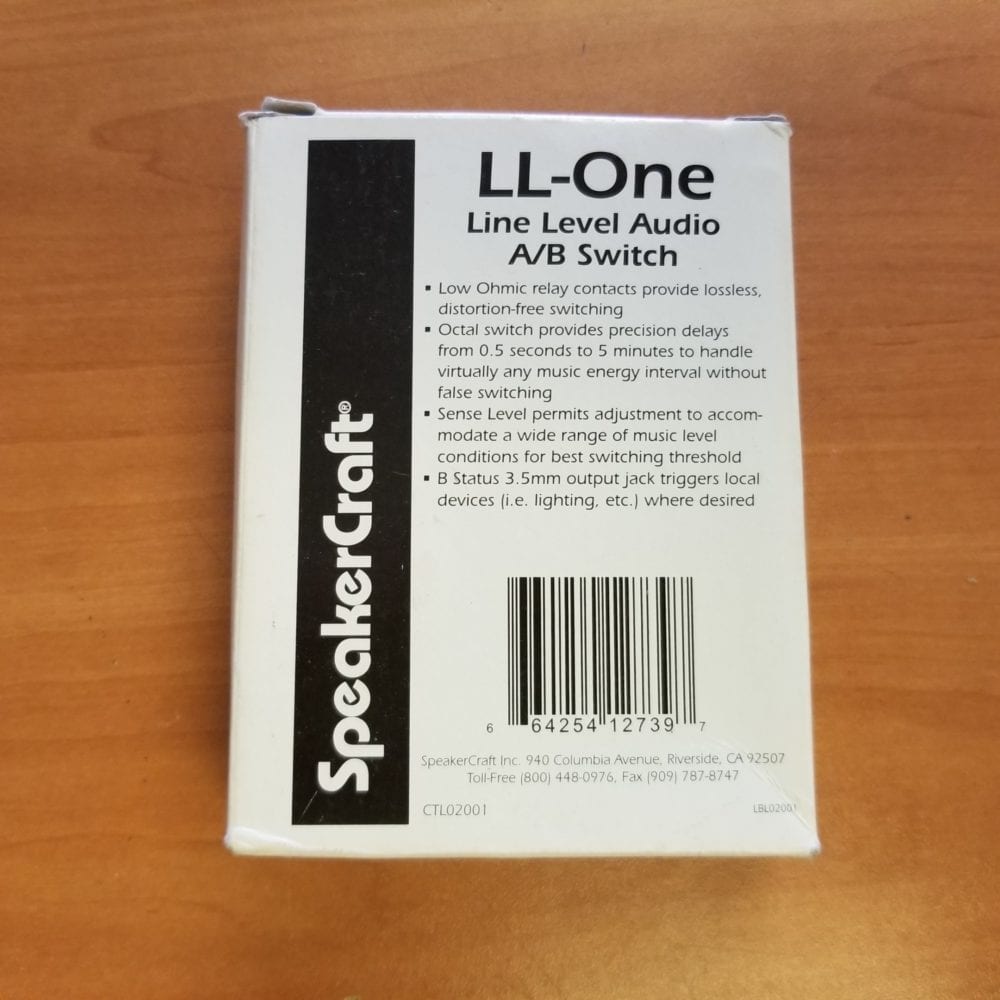 SpeakerCraft®
LL-One
Line Level Audio
A/B Switch
▪ Low Ohmic relay contacts provide lossless,
distortion-free switching
▪ Octal switch provides precision delays
from 0.5 seconds to 5 minutes to handle
virtually any music energy interval without
false switching
▪ Sense Level permits adjustment to accom-
modate a wide range of music level
conditions for best switching threshold
▪ B Status 3.5mm output jack triggers local
devices (i.e. lighting, etc.) where desired
6 64254 12739 7
SpeakerCraft Inc. 940 Columbia Avenue, Riverside, CA 92507
Toll-Free (800) 448-0976, Fax (909) 787-8747
CTL02001 LBL02001